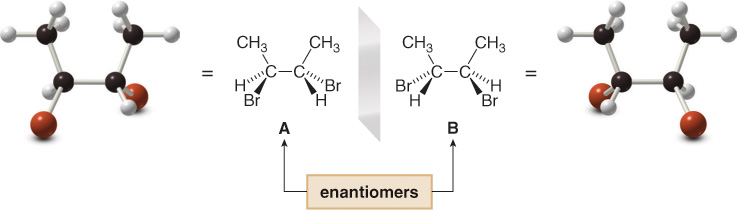 CH3 CH3 CH3 CH3
= H C C Br Br C C H =
Br H H Br
A B
enantiomers